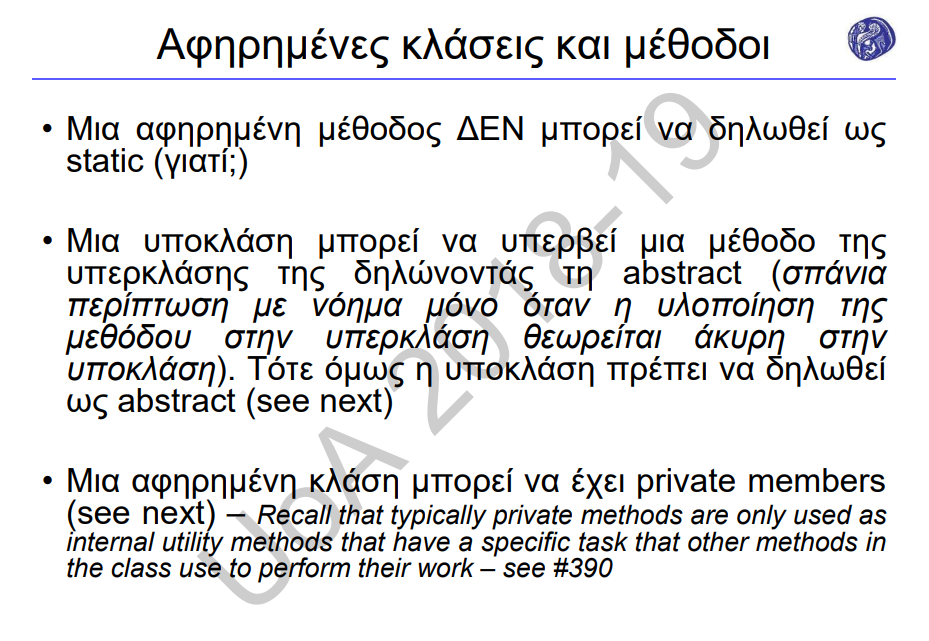 Αφηρημένες κλάσεις και μέθοδοι
• Μια αφηρημένη μέθοδος ΔΕΝ μπορεί να δηλωθεί ως
static (γιατί;)
• Μια υποκλάση μπορεί να υπερβεί μια μέθοδο της
υπερκλάσης της δηλώνοντάς τη abstract (σπάνια
περίπτωση με νόημα μόνο όταν η υλοποίηση της
μεθόδου στην υπερκλάση θεωρείται άκυρη στην
υποκλάση). Τότε όμως η υποκλάση πρέπει να δηλωθεί
ως abstract (see next)
• Μια αφηρημένη κλάση μπορεί να έχει private members
(see next) – Recall that typically private methods are only used as
internal utility methods that have a specific task that other methods in
the class use to perform their work – see #390
UoA 2018-19